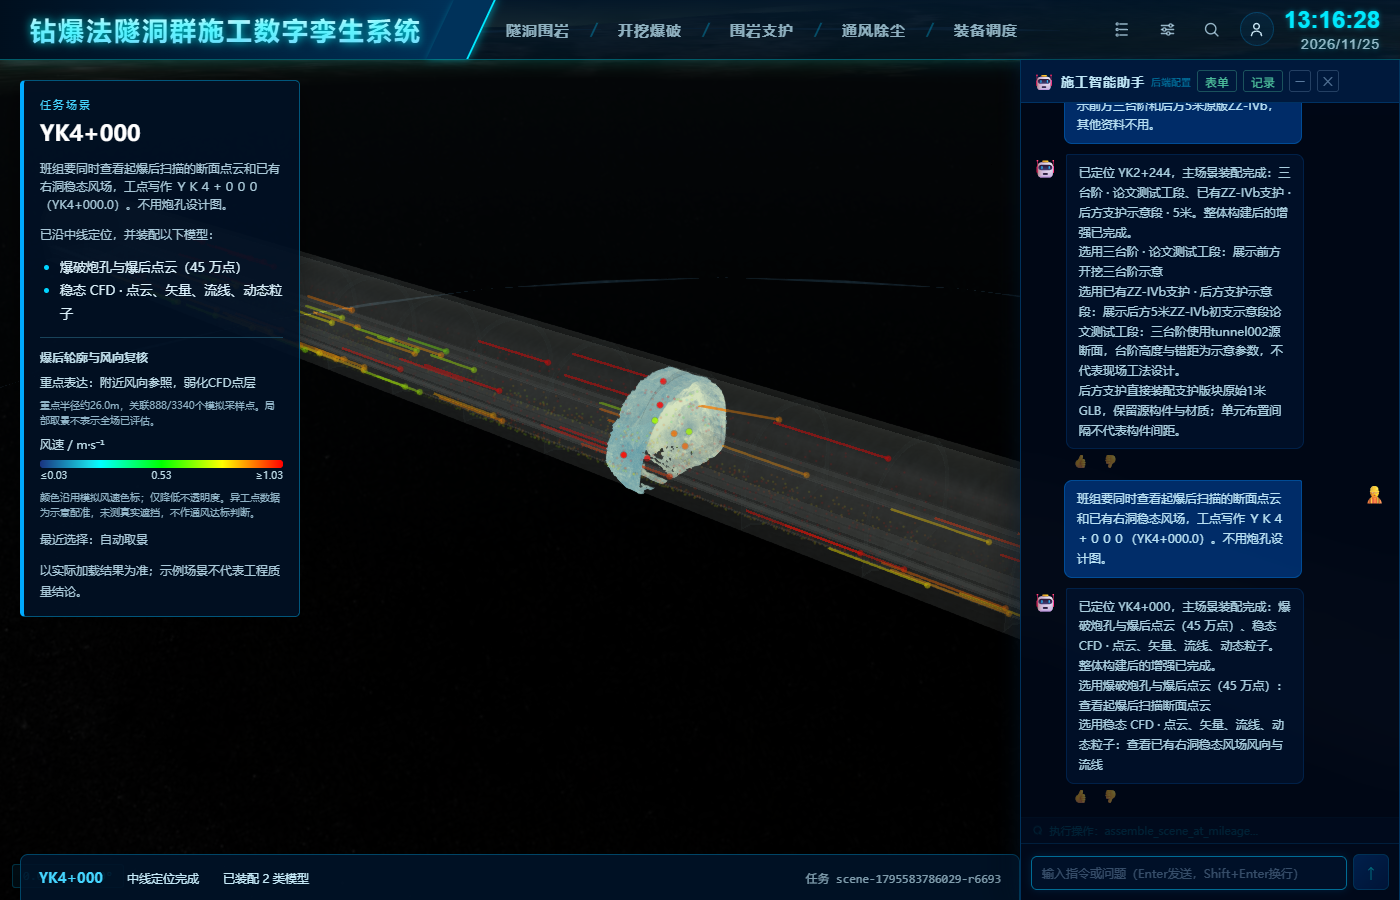 钻爆法隧洞群施工数字孪生系统
隧洞围岩 / 开挖爆破 / 围岩支护 / 通风除尘 / 装备调度
13:16:28
2026/11/25
任务场景
YK4+000
班组要同时查看起爆后扫描的断面点云和已有
右洞稳态风场，工点写作 ＹＫ４＋０００
（YK4+000.0）。不用炮孔设计图。
已沿中线定位，并装配以下模型：
爆破炮孔与爆后点云（45 万点）
稳态 CFD · 点云、矢量、流线、动态粒
子
爆后轮廓与风向复核
重点表达：附近风向参照，弱化CFD点层
重点半径约26.0m，关联888/3340个模拟采样点。局
部取景不表示全场已评估。
风速 / m·s⁻¹
≤0.03 0.53 ≥1.03
颜色沿用模拟风速色标；仅降低不透明度。异工点数据
为示意配准，未测真实遮挡，不作通风达标判断。
最近选择：自动取景
以实际加载结果为准；示例场景不代表工程质
量结论。
施工智能助手 后端配置 表单 记录
示前方三台阶和后方5米原版ZZ-IVb，
其他资料不用。
已定位 YK2+244，主场景装配完成：三
台阶 · 论文测试工段、已有ZZ-IVb支护 ·
后方支护示意段 · 5米。整体构建后的增
强已完成。
选用三台阶 · 论文测试工段：展示前方
开挖三台阶示意
选用已有ZZ-IVb支护 · 后方支护示意
段：展示后方5米ZZ-IVb初支示意段论
文测试工段：三台阶使用tunnel002源
断面，台阶高度与错距为示意参数，不
代表现场工法设计。
后方支护直接装配支护版块原始1米
GLB，保留源构件与材质；单元布置间
隔不代表构件间距。
班组要同时查看起爆后扫描的断面点云
和已有右洞稳态风场，工点写作 ＹＫ４
＋０００（YK4+000.0）。不用炮孔设
计图。
已定位 YK4+000，主场景装配完成：爆
破炮孔与爆后点云（45 万点）、稳态
CFD · 点云、矢量、流线、动态粒子。
整体构建后的增强已完成。
选用爆破炮孔与爆后点云（45 万点）：
查看起爆后扫描断面点云
选用稳态 CFD · 点云、矢量、流线、动
态粒子：查看已有右洞稳态风场风向与
流线
执行操作：assemble_scene_at_mileage...
输入指令或问题（Enter发送，Shift+Enter换行）
YK4+000 中线定位完成 已装配 2 类模型 任务 scene-1795583786029-r6693